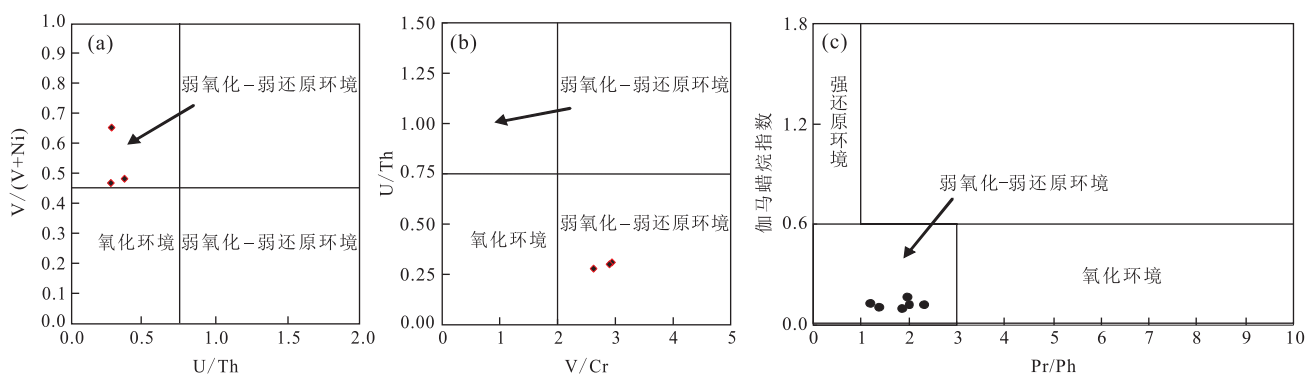 (a)
V/(V+Ni)
1.0
0.9
0.8
0.7
0.6
0.5
0.4
0.3
0.2
0.1
0
弱氧化-弱还原环境
氧化环境
弱氧化-弱还原环境
0.0
0.5
1.0
1.5
2.0
U/Th
(b)
U/Th
1.50
1.25
1.00
0.75
0.50
0.25
0.00
弱氧化-弱还原环境
氧化环境
弱氧化-弱还原环境
0
1
2
3
4
5
V/Cr
(c)
伽马蜡烷指数
1.8
1.2
0.6
0.0
强还原环境
弱氧化-弱还原环境
氧化环境
0
1
2
3
4
5
6
7
8
9
10
Pr/Ph